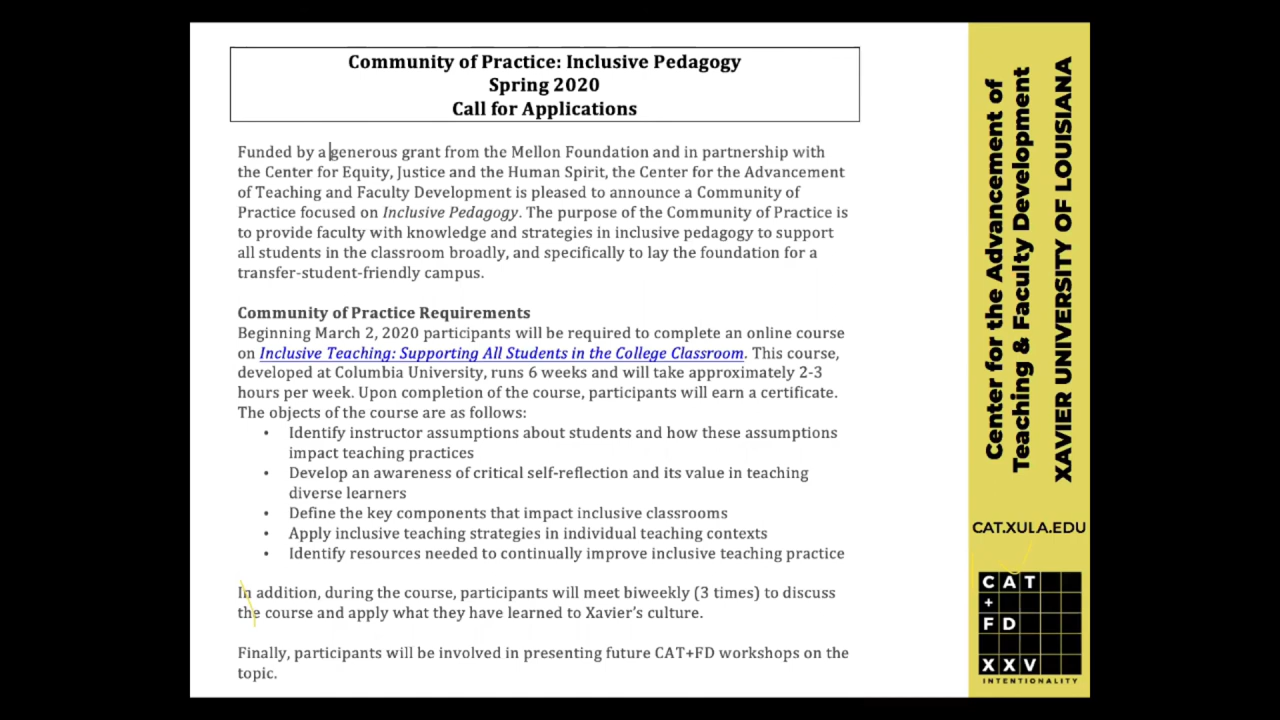 Community of Practice: Inclusive Pedagogy
Spring 2020
Call for Applications
Funded by a generous grant from the Mellon Foundation and in partnership with
the Center for Equity, Justice and the Human Spirit, the Center for the Advancement
of Teaching and Faculty Development is pleased to announce a Community of
Practice focused on Inclusive Pedagogy. The purpose of the Community of Practice is
to provide faculty with knowledge and strategies in inclusive pedagogy to support
all students in the classroom broadly, and specifically to lay the foundation for a
transfer-student-friendly campus.
Community of Practice Requirements
Beginning March 2, 2020 participants will be required to complete an online course
on Inclusive Teaching: Supporting All Students in the College Classroom. This course,
developed at Columbia University, runs 6 weeks and will take approximately 2-3
hours per week. Upon completion of the course, participants will earn a certificate.
The objects of the course are as follows:
• Identify instructor assumptions about students and how these assumptions
impact teaching practices
• Develop an awareness of critical self-reflection and its value in teaching
diverse learners
• Define the key components that impact inclusive classrooms
• Apply inclusive teaching strategies in individual teaching contexts
• Identify resources needed to continually improve inclusive teaching practice
In addition, during the course, participants will meet biweekly (3 times) to discuss
the course and apply what they have learned to Xavier's culture.
Finally, participants will be involved in presenting future CAT+FD workshops on the
topic.
Center for the Advancement of
Teaching & Faculty Development
XAVIER UNIVERSITY OF LOUISIANA
CAT.XULA.EDU
CAT
+
FD
XXV
INTENTIONALITY